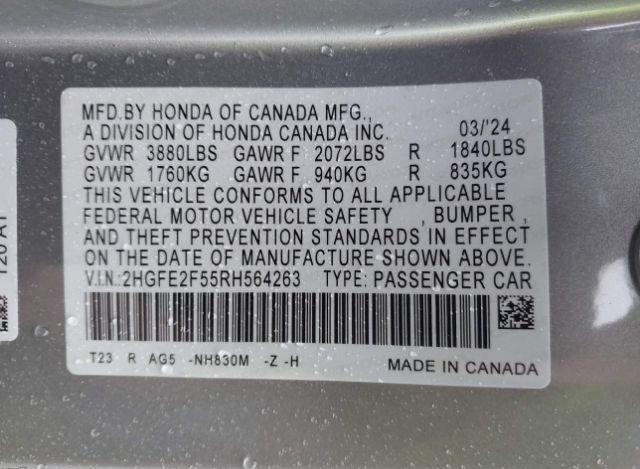 MFD.BY HONDA OF CANADA MFG.,
A DIVISION OF HONDA CANADA INC. 03/'24
GVWR 3880LBS GAWR F 2072LBS R 1840LBS
GVWR 1760KG GAWR F 940KG R 835KG
THIS VEHICLE CONFORMS TO ALL APPLICABLE
FEDERAL MOTOR VEHICLE SAFETY , BUMPER ,
AND THEFT PREVENTION STANDARDS IN EFFECT ON
THE DATE OF MANUFACTURE SHOWN ABOVE.
V.I.N.:2HGFE2F55RH564263 TYPE: PASSENGER CAR
T23 R AG5 -NH830M -Z -H
MADE IN CANADA